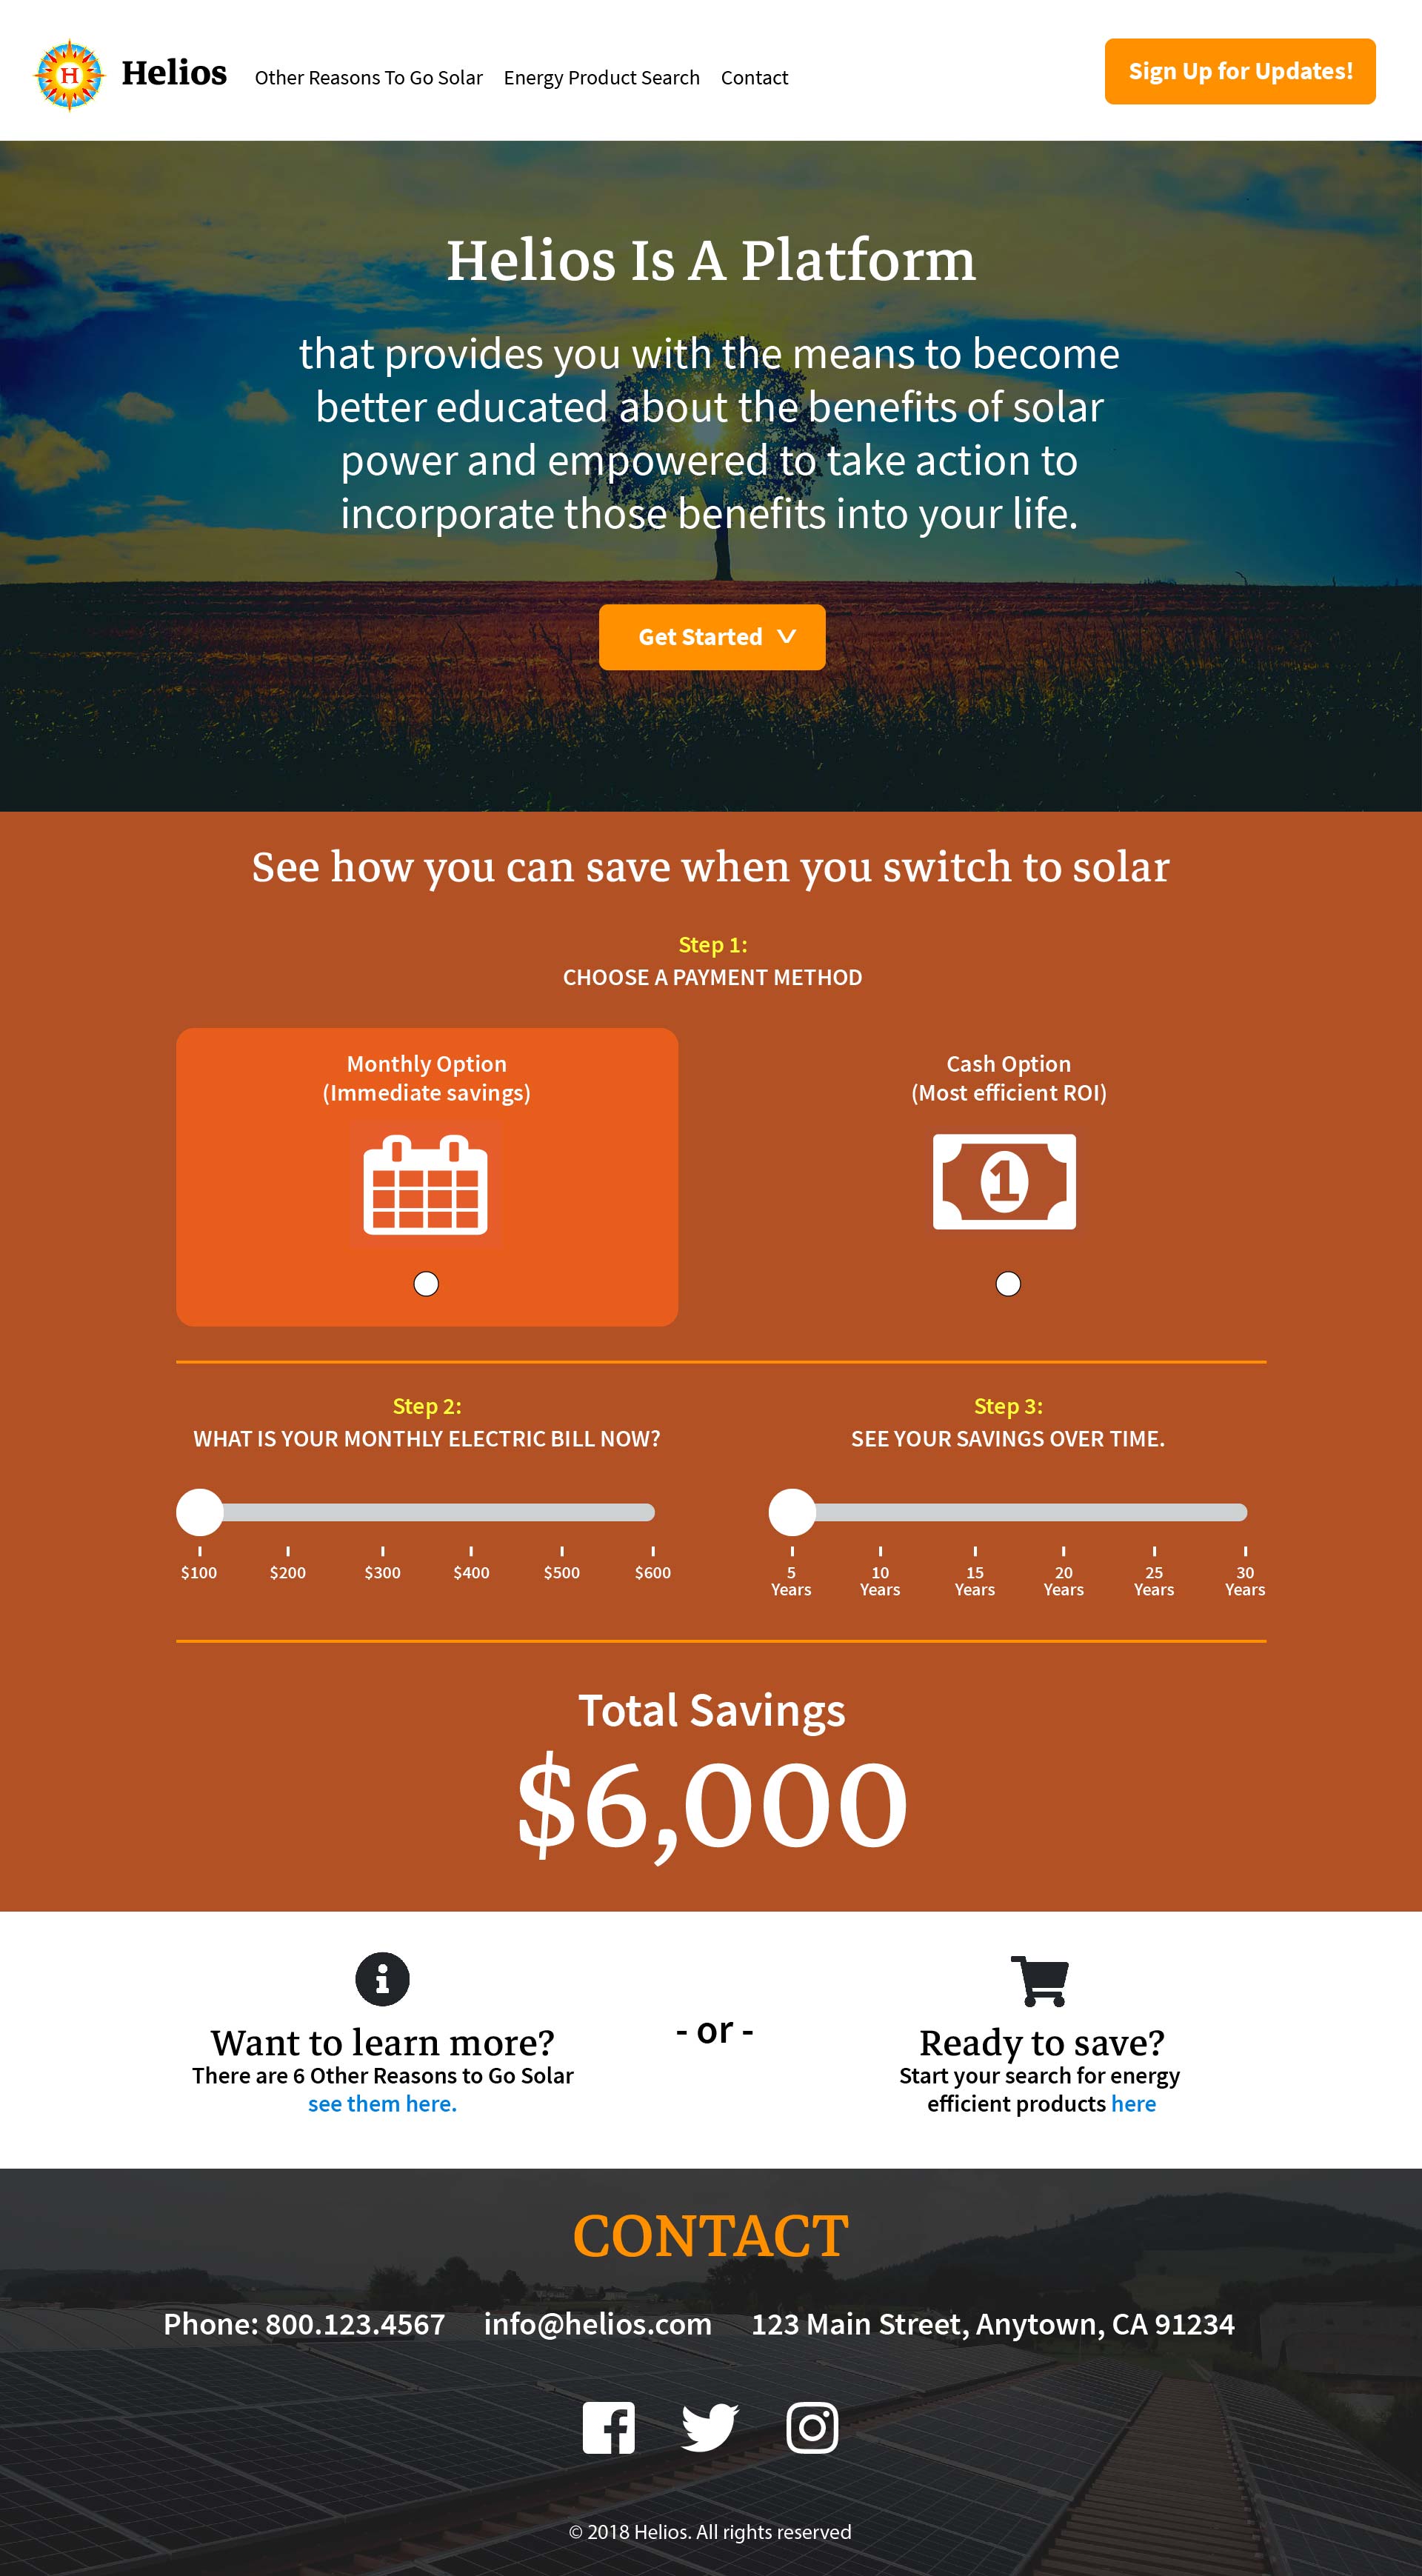 H
Helios
Other Reasons To Go Solar
Energy Product Search
Contact
Sign Up for Updates!
Helios Is A Platform
that provides you with the means to become
better educated about the benefits of solar
power and empowered to take action to
incorporate those benefits into your life.
Get Started
See how you can save when you switch to solar
Step 1:
CHOOSE A PAYMENT METHOD
Monthly Option
(Immediate savings)
Cash Option
(Most efficient ROI)
1
Step 2:
WHAT IS YOUR MONTHLY ELECTRIC BILL NOW?
$100 $200 $300 $400 $500 $600
Step 3:
SEE YOUR SAVINGS OVER TIME.
5 10 15 20 25 30
Years Years Years Years Years Years
Total Savings
$6,000
Want to learn more?
There are 6 Other Reasons to Go Solar
see them here.
- or -
Ready to save?
Start your search for energy
efficient products here
CONTACT
Phone: 800.123.4567 info@helios.com 123 Main Street, Anytown, CA 91234
© 2018 Helios. All rights reserved